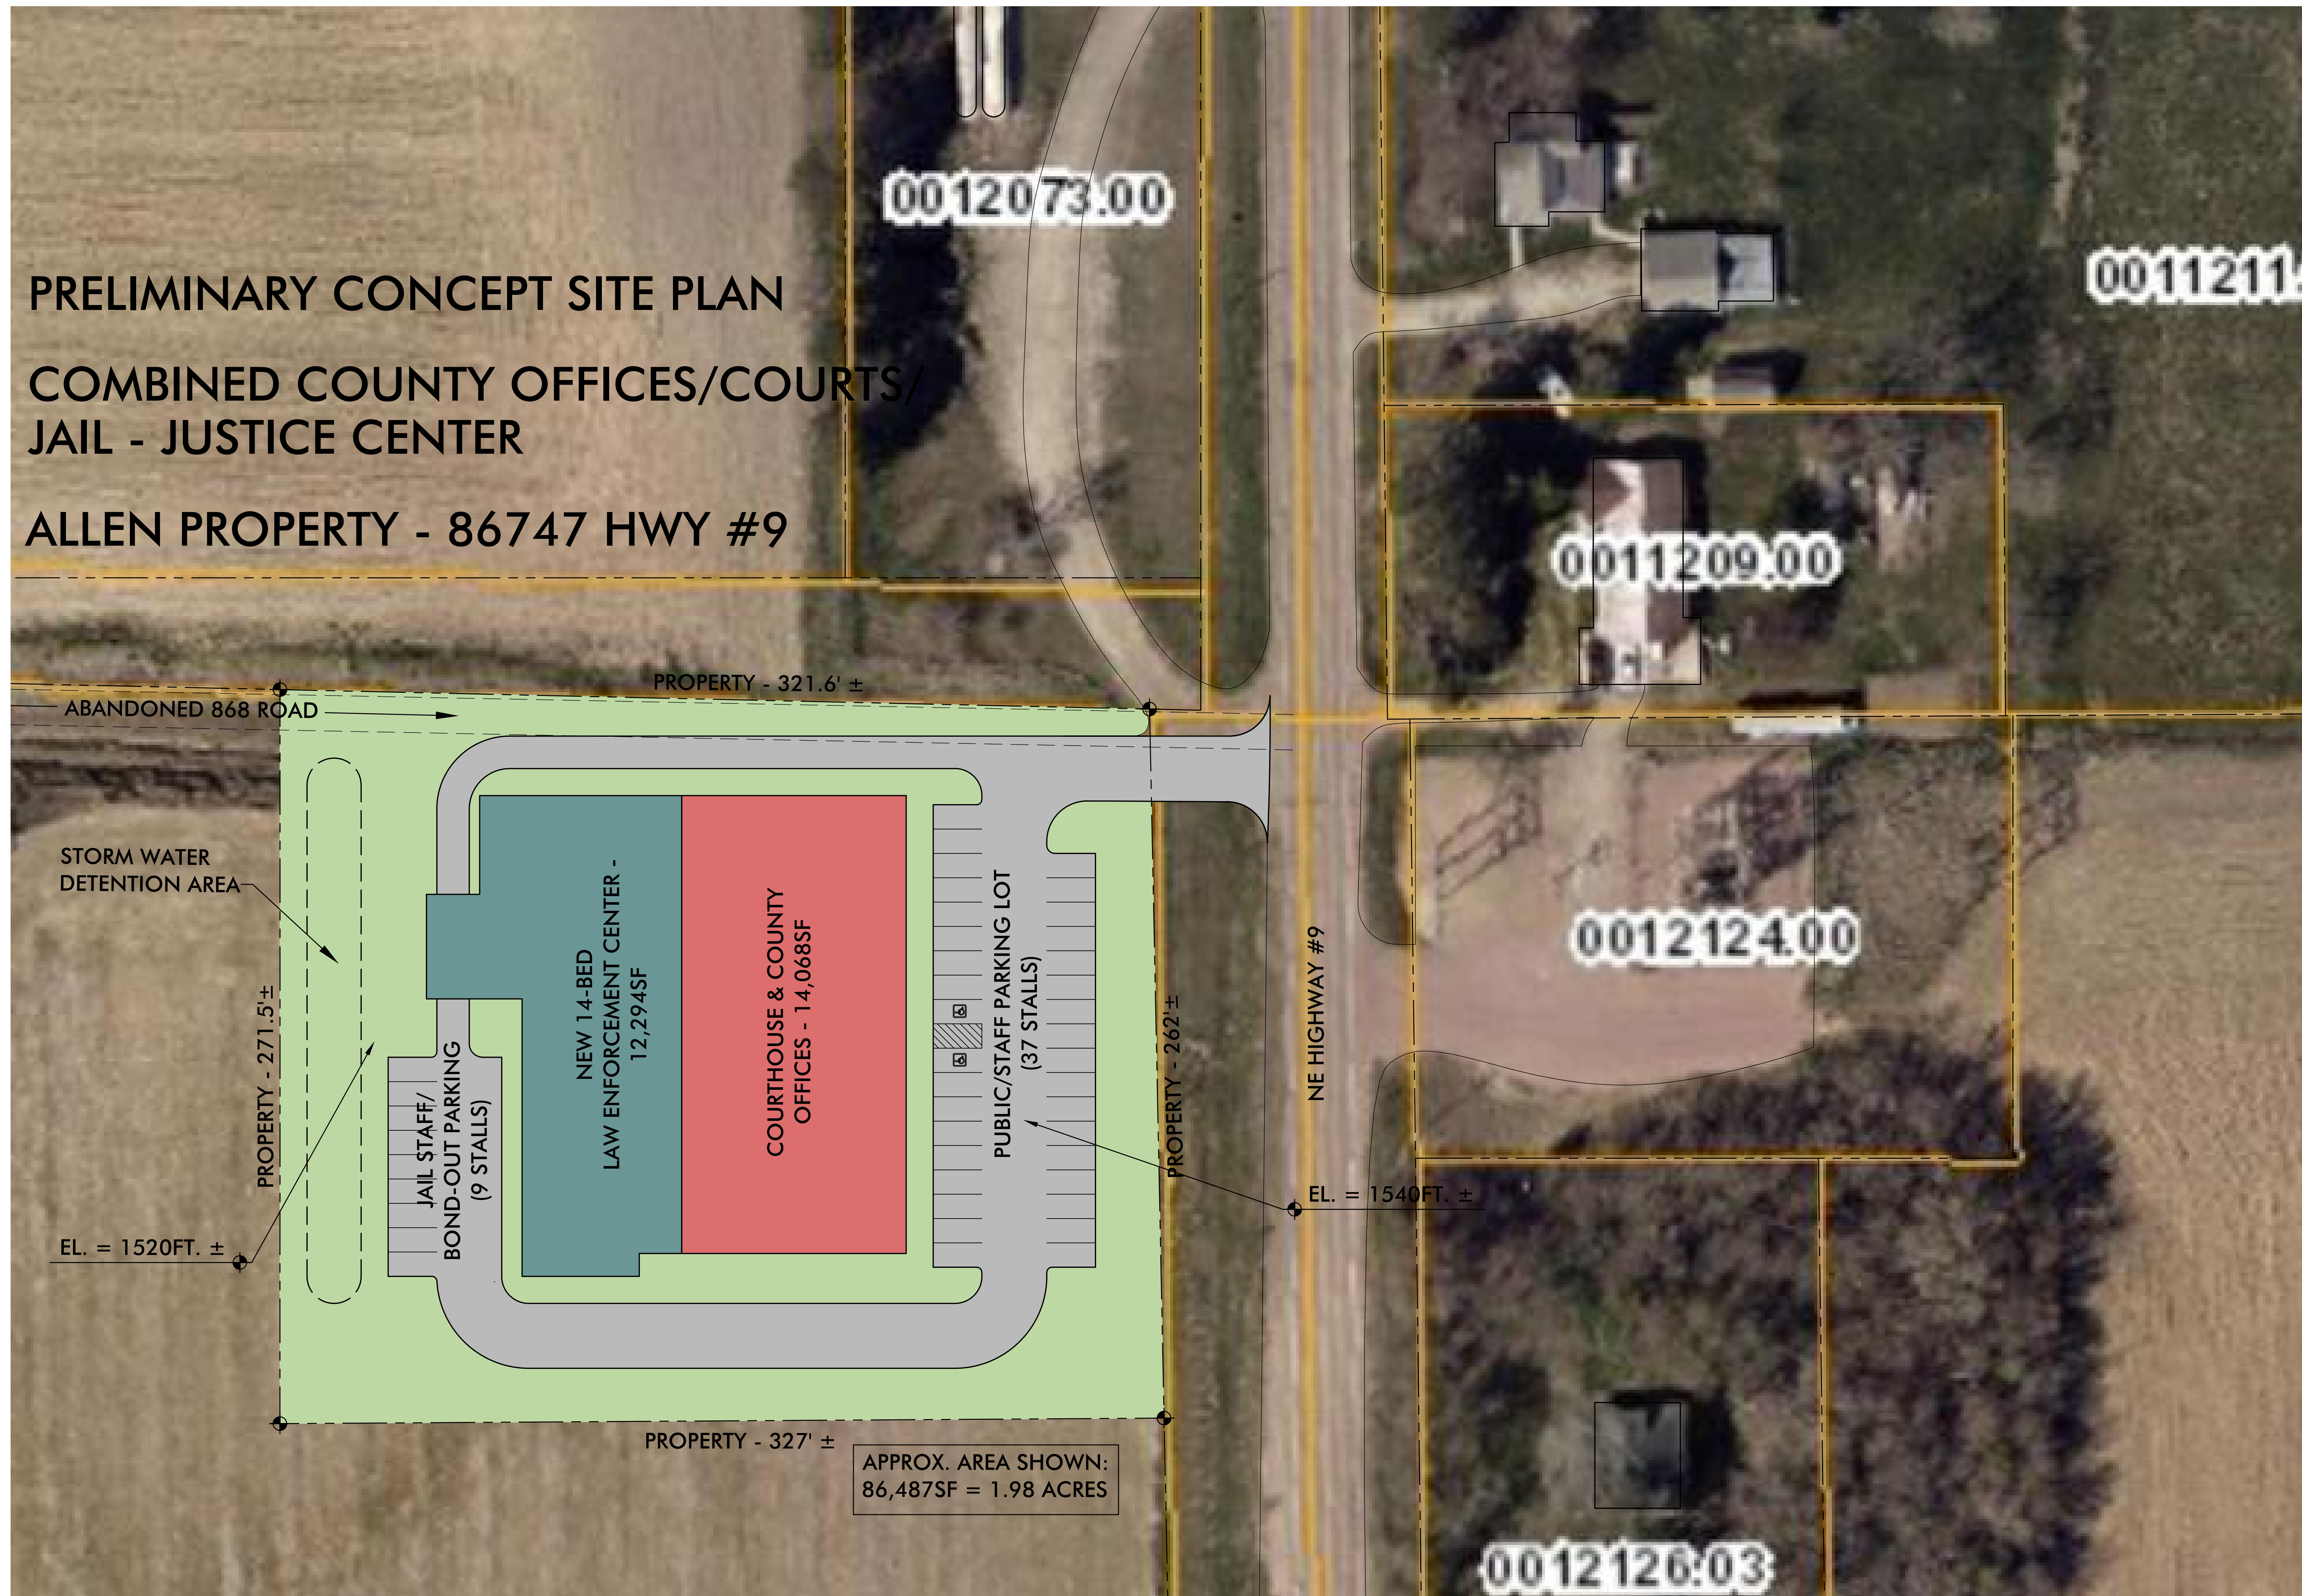 0012073.00
0011211.
PRELIMINARY CONCEPT SITE PLAN
COMBINED COUNTY OFFICES/COURTS/
JAIL - JUSTICE CENTER
ALLEN PROPERTY - 86747 HWY #9
0011209.00
PROPERTY - 321.6' ±
ABANDONED 868 ROAD
STORM WATER
DETENTION AREA
NEW 14-BED
LAW ENFORCEMENT CENTER -
12,294SF
COURTHOUSE & COUNTY
OFFICES - 14,068SF
PUBLIC/STAFF PARKING LOT
(37 STALLS)
NE HIGHWAY #9
0012124.00
PROPERTY - 271.5'±
PROPERTY - 262'±
JAIL STAFF/
BOND-OUT PARKING
(9 STALLS)
EL. = 1540FT. ±
EL. = 1520FT. ±
PROPERTY - 327' ±
APPROX. AREA SHOWN:
86,487SF = 1.98 ACRES
0012126.03